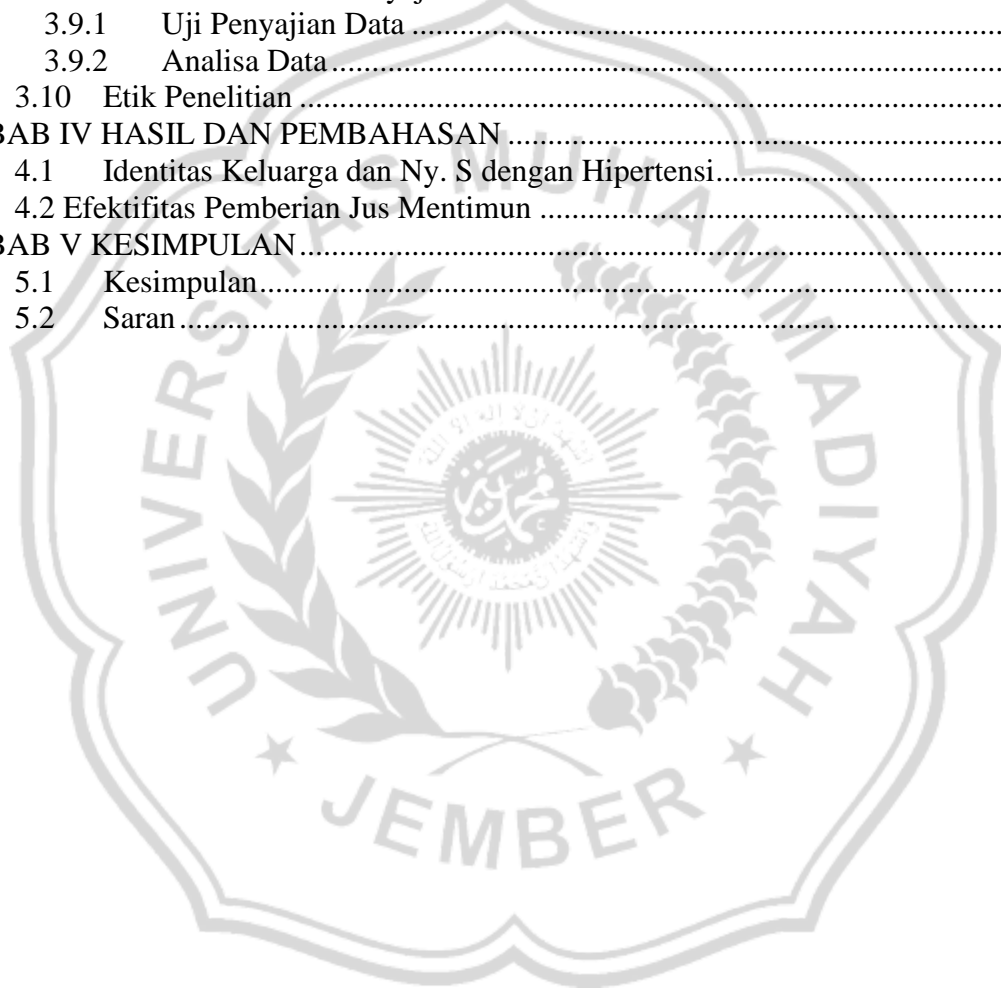 3.9.1 Uji Penyajian Data ........................................................................
3.9.2 Analisa Data ........................................................................
3.10 Etik Penelitian ........................................................................
BAB IV HASIL DAN PEMBAHASAN ........................................................................
4.1 Identitas Keluarga dan Ny. S dengan Hipertensi ........................................................................
4.2 Efektifitas Pemberian Jus Mentimun ........................................................................
BAB V KESIMPULAN ........................................................................
5.1 Kesimpulan ........................................................................
5.2 Saran ........................................................................
UNIVERSITAS MUHAMMADIYAH
JEMBER